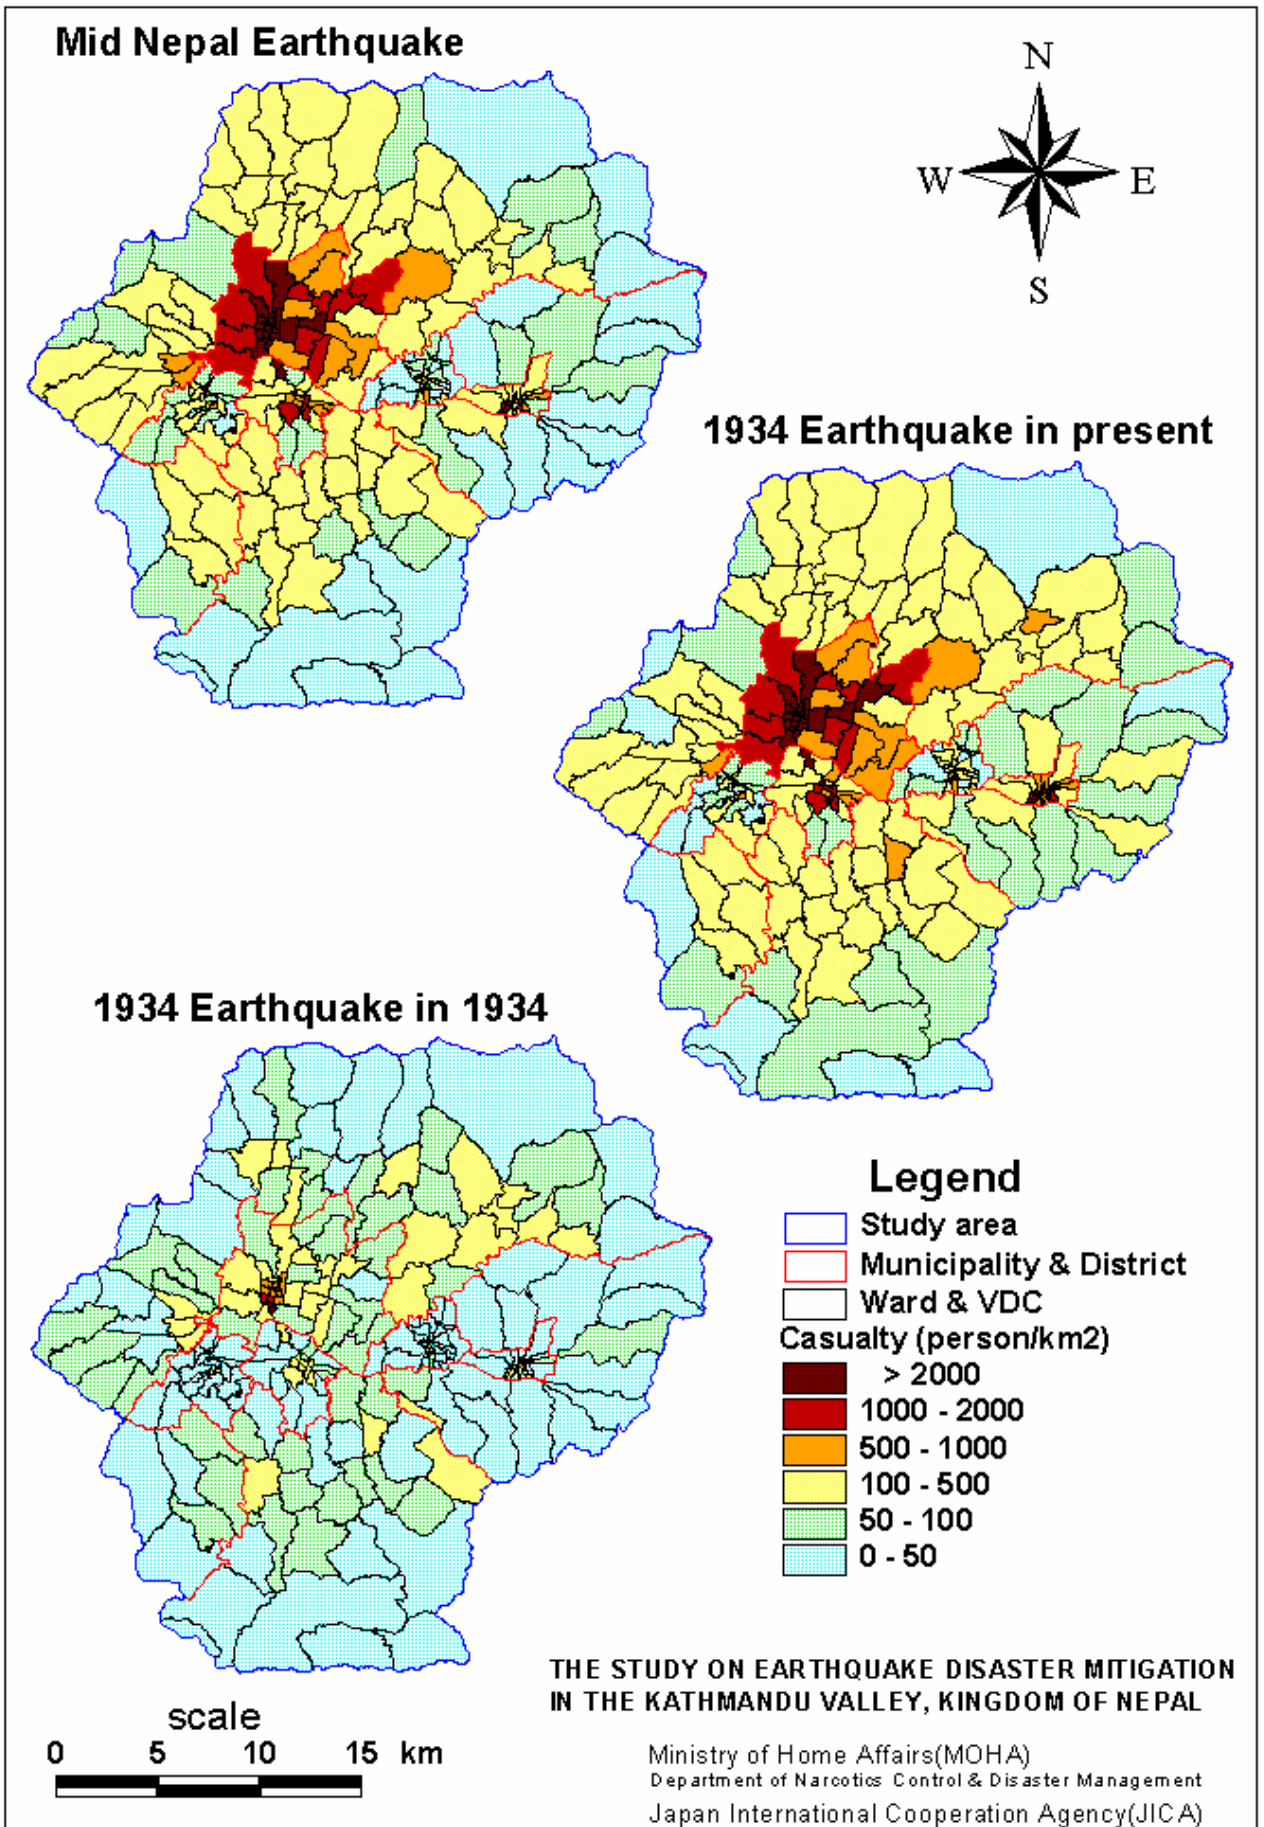 Mid Nepal Earthquake
N
W
E
S
1934 Earthquake in present
1934 Earthquake in 1934
Legend
Study area
Municipality & District
Ward & VDC
Casualty (person/km2)
> 2000
1000 - 2000
500 - 1000
100 - 500
50 - 100
0 - 50
THE STUDY ON EARTHQUAKE DISASTER MITIGATION
IN THE KATHMANDU VALLEY, KINGDOM OF NEPAL
scale
0 5 10 15 km
Ministry of Home Affairs(MOHA)
Department of Narcotics Control & Disaster Management
Japan International Cooperation Agency(JICA)